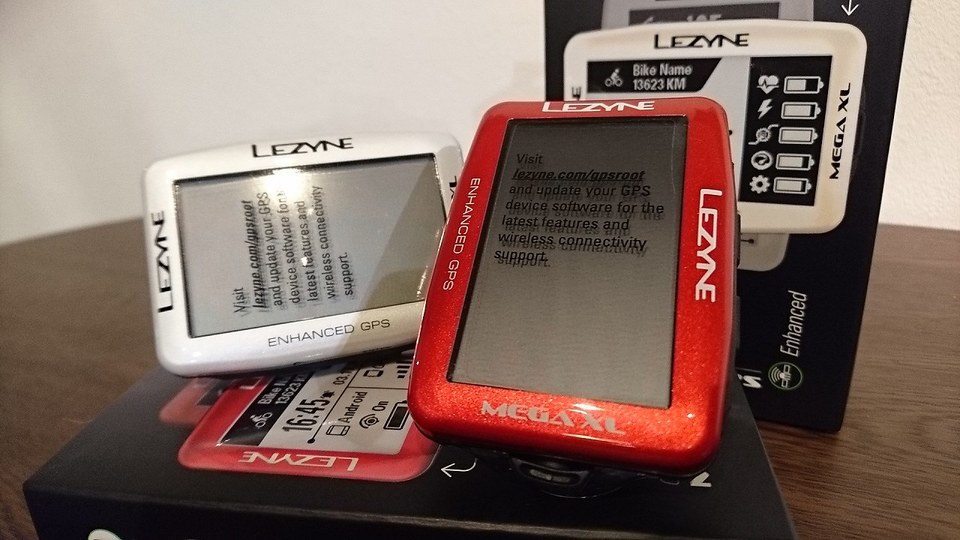 LEZYNE
LEZYNE
Visit
lezyne.com/gpsroot
and update your GPS
device software for the
latest features and
wireless connectivity
support.
ENHANCED GPS
LEZYNE
ENHANCED GPS
LEZYNE
Visit
lezyne.com/gpsroot
and update your GPS
device software for the
latest features and
wireless connectivity
support.
MEGA XL
LEZYNE
Bike Name
13623 KM
MEGA XL
Enhanced
13623
16:45
Android
On
LEZYNE